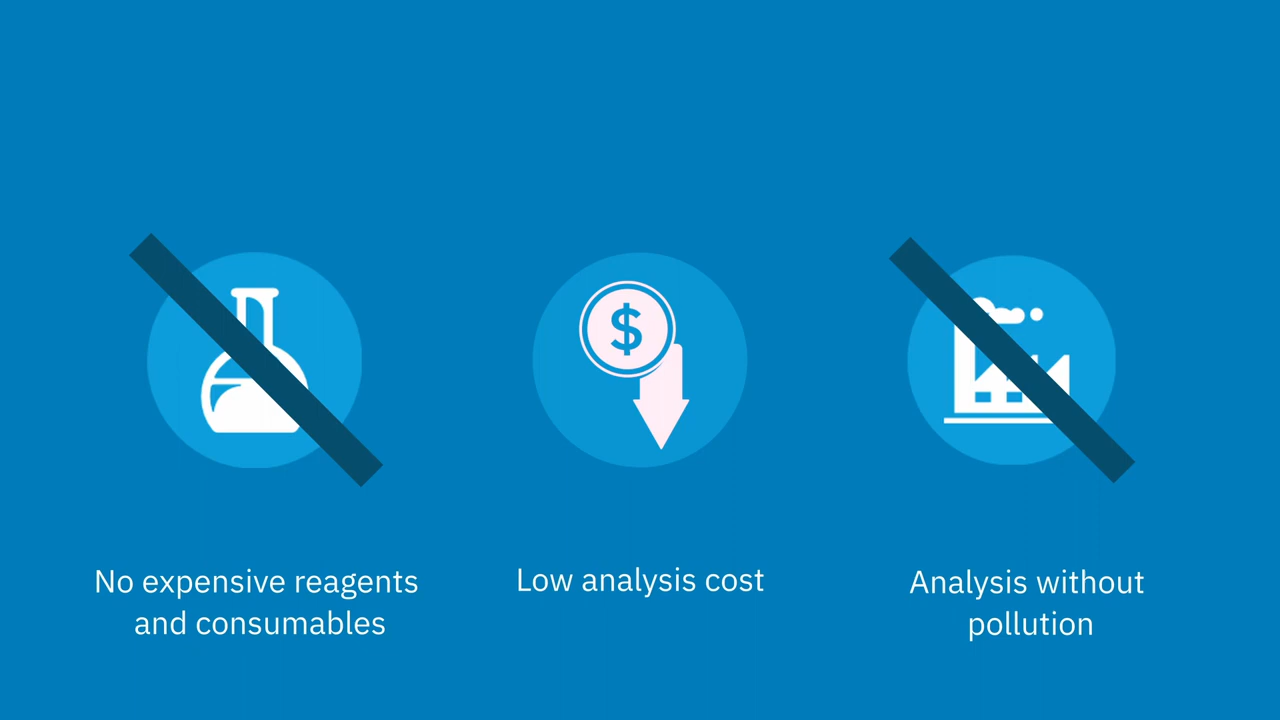 $
No expensive reagents
and consumables
Low analysis cost
Analysis without
pollution